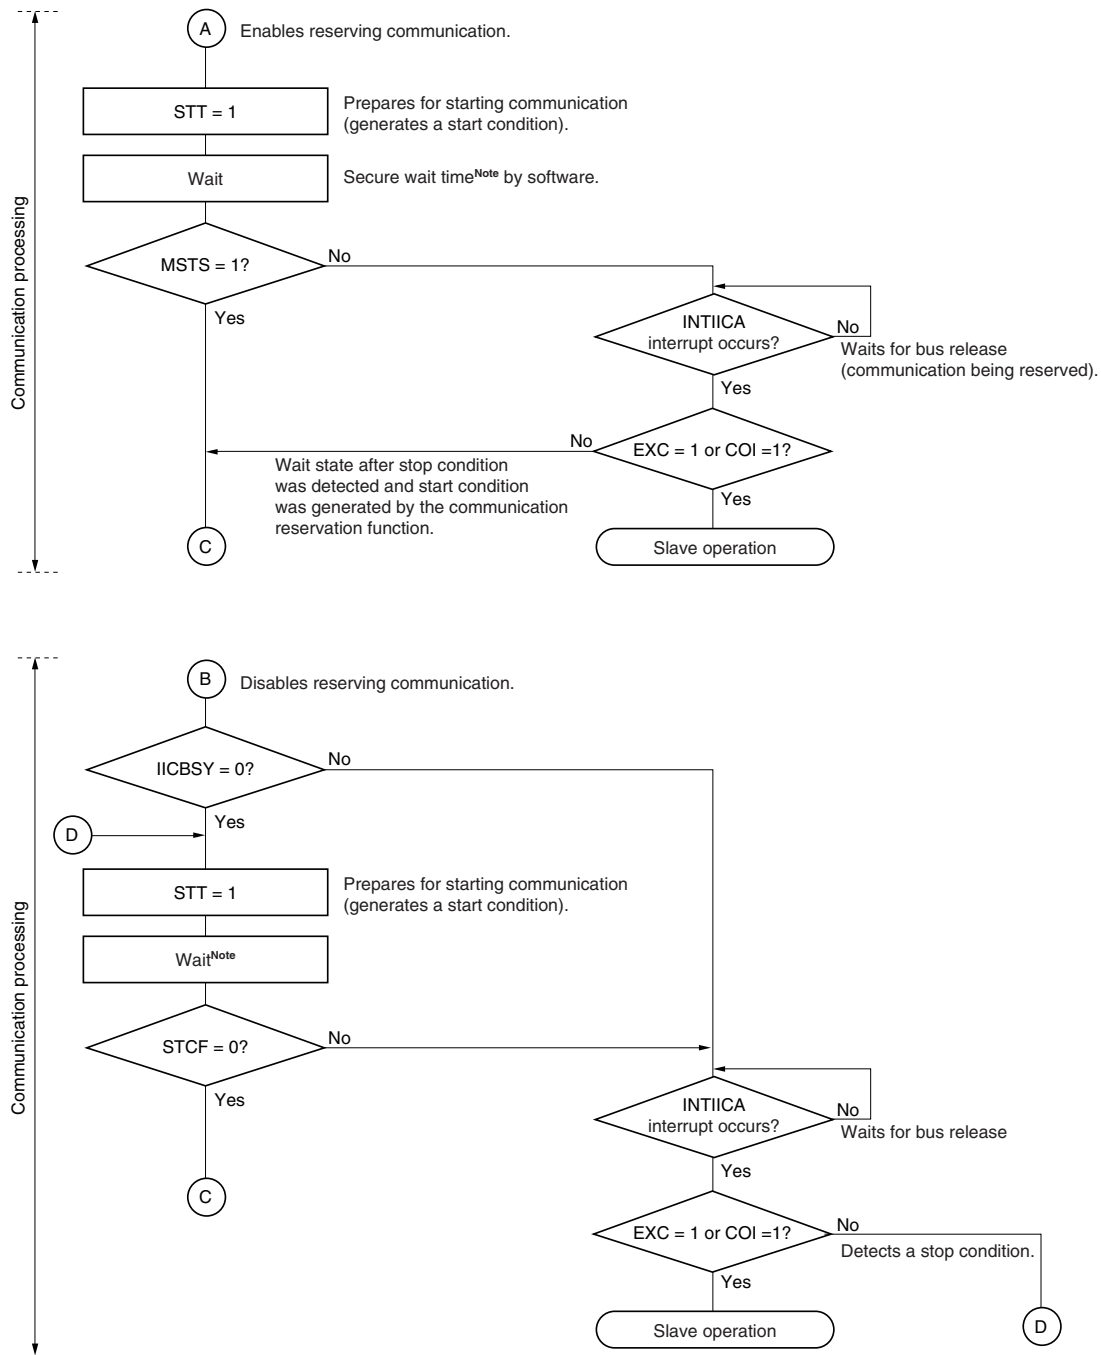 A
Enables reserving communication.
STT = 1
Prepares for starting communication
(generates a start condition).
Wait
Secure wait timeNote by software.
MSTS = 1?
No
Yes
INTIICA
interrupt occurs?
No
Waits for bus release
(communication being reserved).
Yes
EXC = 1 or COI =1?
No
Wait state after stop condition
was detected and start condition
was generated by the communication
reservation function.
Yes
C
Slave operation
Communication processing
B
Disables reserving communication.
IICBSY = 0?
No
Yes
D
STT = 1
Prepares for starting communication
(generates a start condition).
WaitNote
STCF = 0?
No
Yes
INTIICA
interrupt occurs?
No
Waits for bus release
Yes
C
EXC = 1 or COI =1?
No
Detects a stop condition.
Yes
Slave operation
D
Communication processing